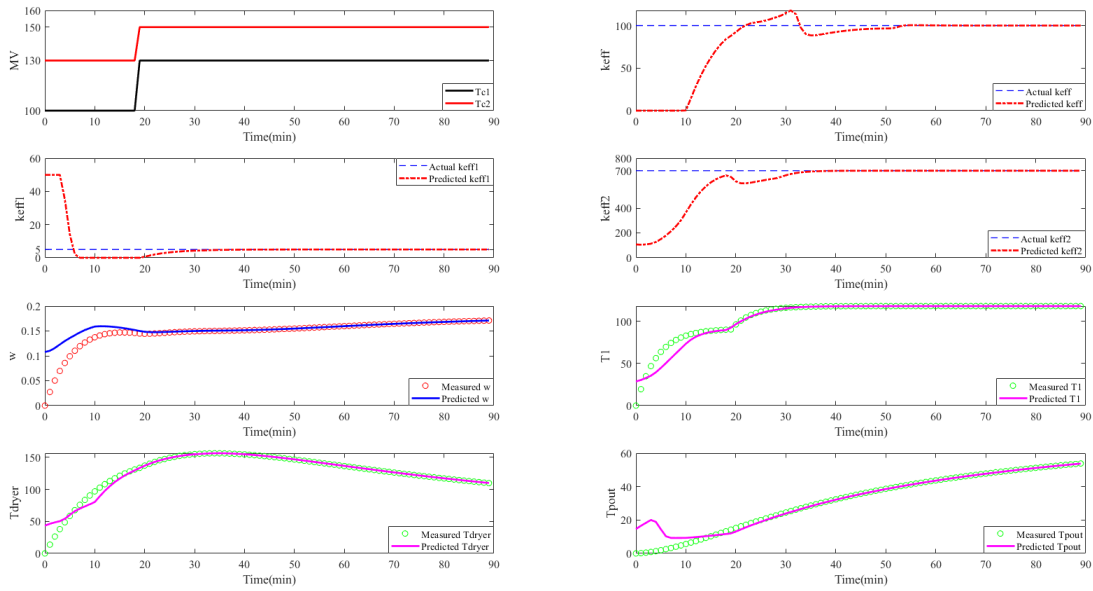 160
150
130
100
MV
0 10 20 30 40 50 60 70 80 90
Time(min)
Tc1
Tc2
100
50
0
keff
0 10 20 30 40 50 60 70 80 90
Time(min)
Actual keff
Predicted keff
60
40
20
5
0
keff1
0 10 20 30 40 50 60 70 80 90
Time(min)
Actual keff1
Predicted keff1
800
700
400
200
0
keff2
0 10 20 30 40 50 60 70 80 90
Time(min)
Actual keff2
Predicted keff2
0.2
0.15
0.1
0.05
0
w
0 10 20 30 40 50 60 70 80 90
Time(min)
Measured w
Predicted w
100
50
0
T1
0 10 20 30 40 50 60 70 80 90
Time(min)
Measured T1
Predicted T1
150
100
50
0
Tdryer
0 10 20 30 40 50 60 70 80 90
Time(min)
Measured Tdryer
Predicted Tdryer
60
40
20
0
Tpout
0 10 20 30 40 50 60 70 80 90
Time(min)
Measured Tpout
Predicted Tpout